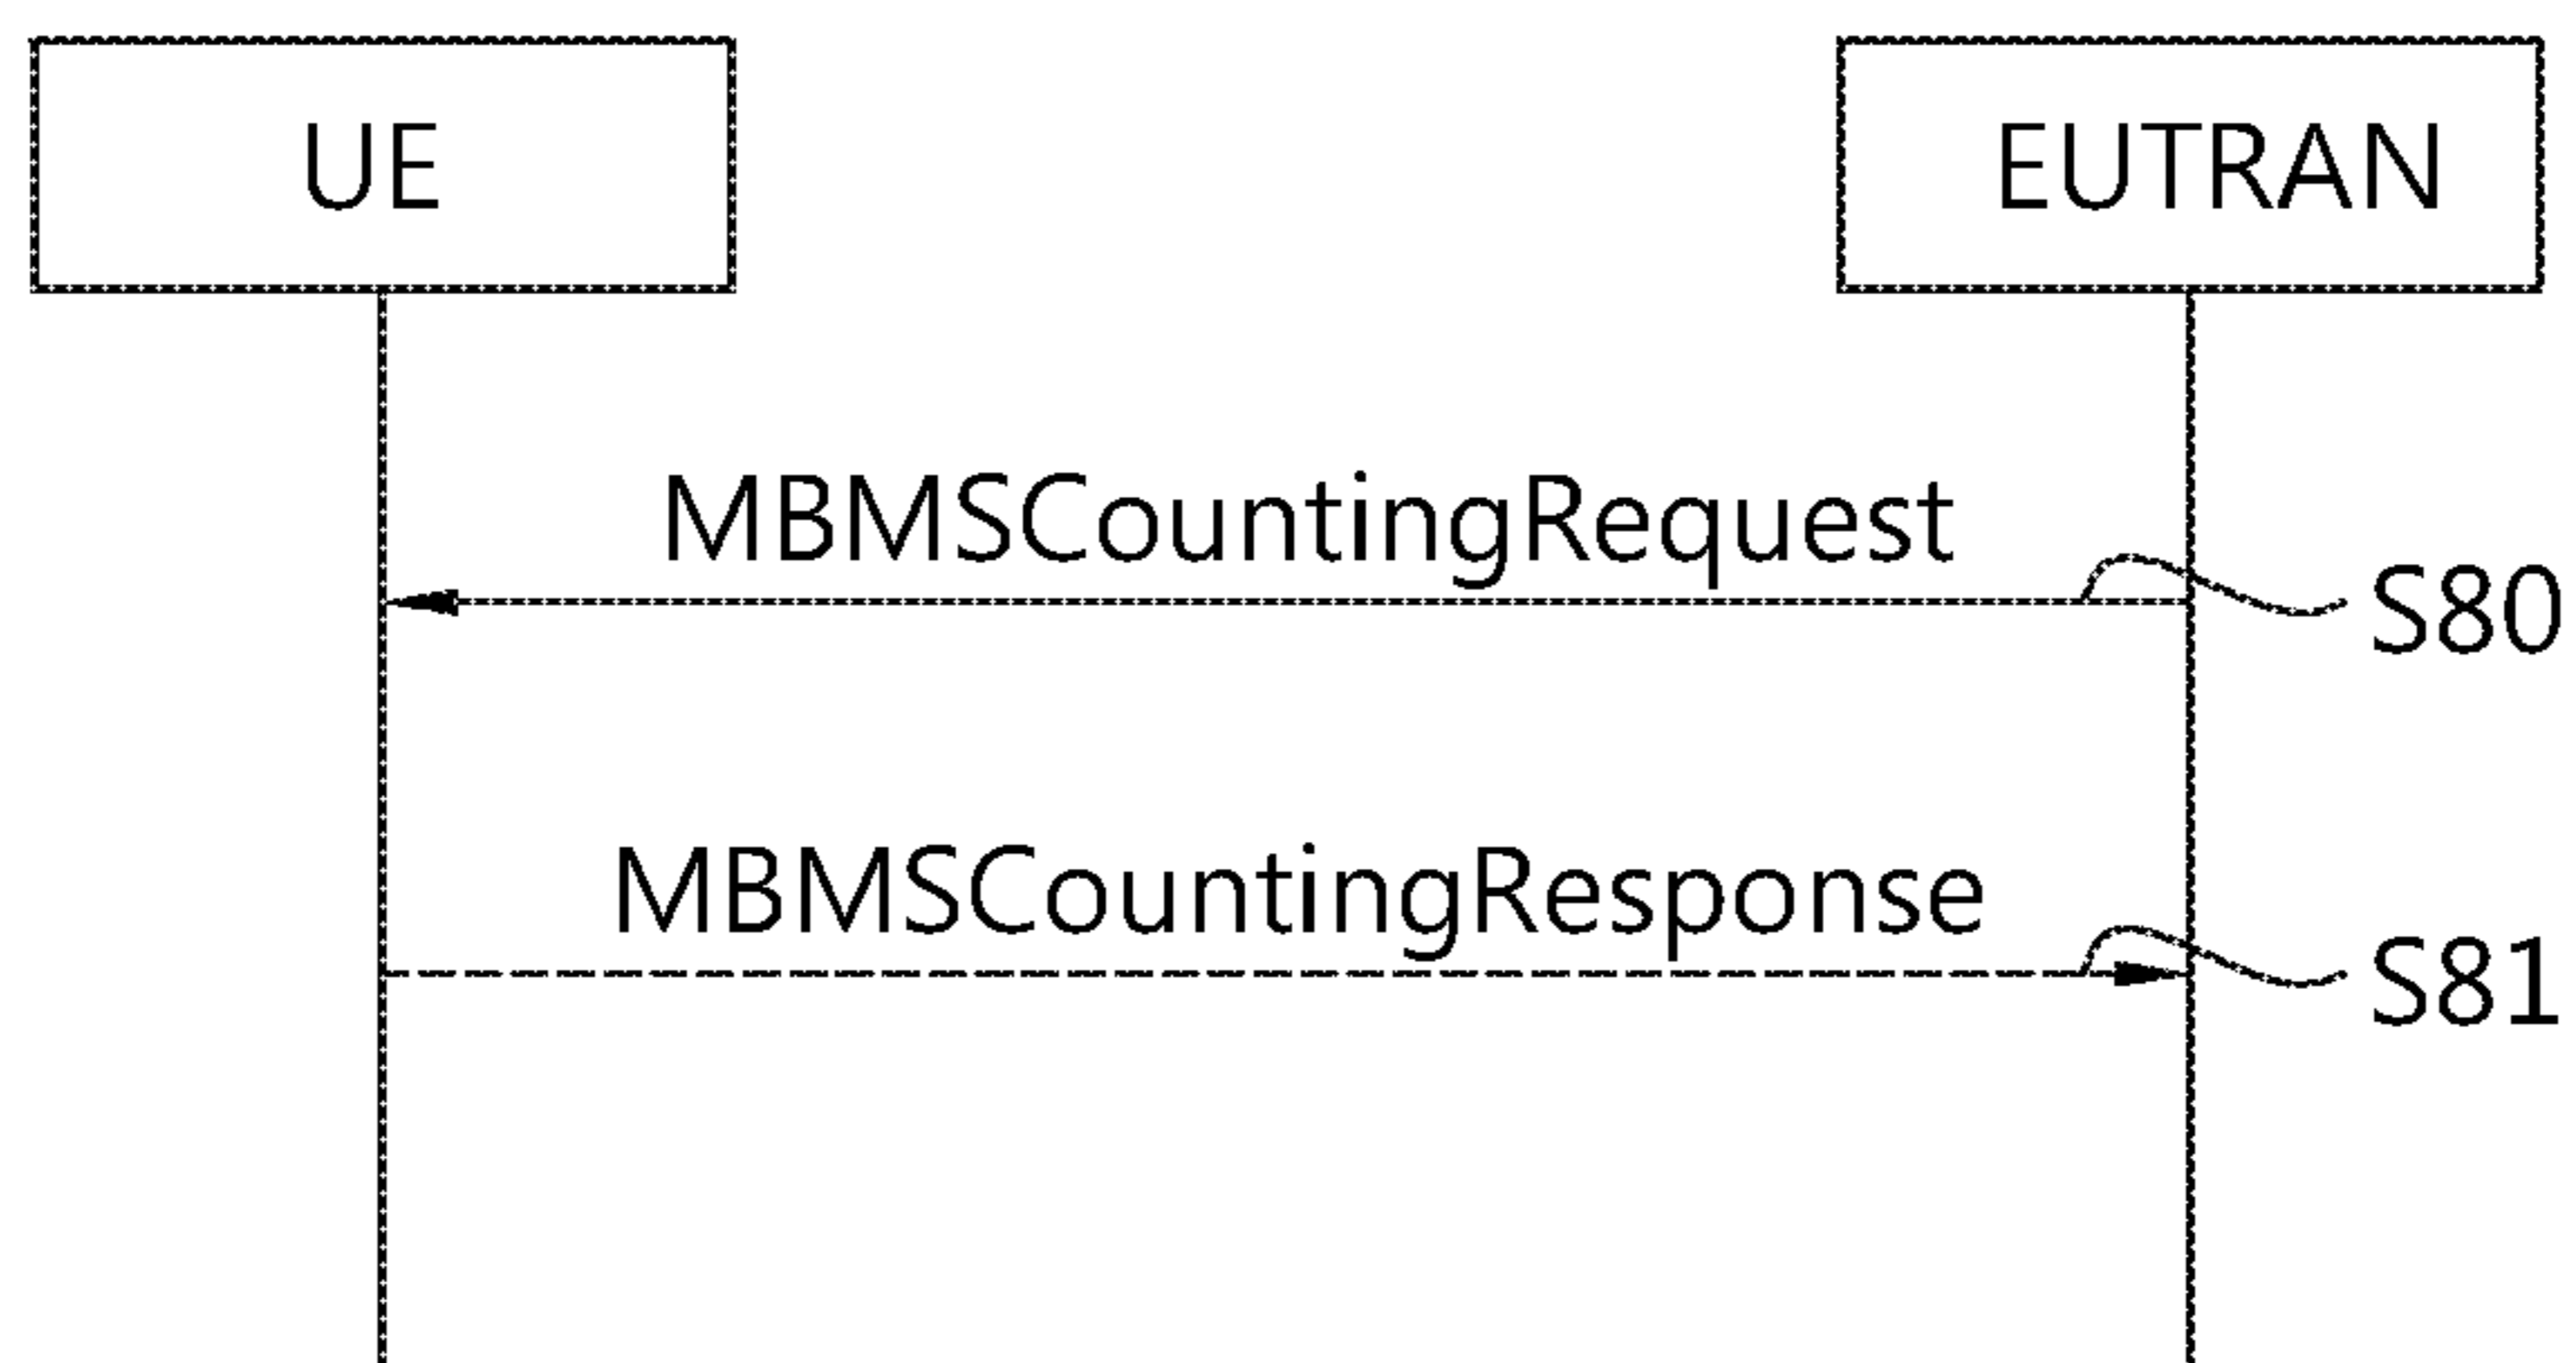 UE
EUTRAN
MBMSCountingRequest
S80
MBMSCountingResponse
S81